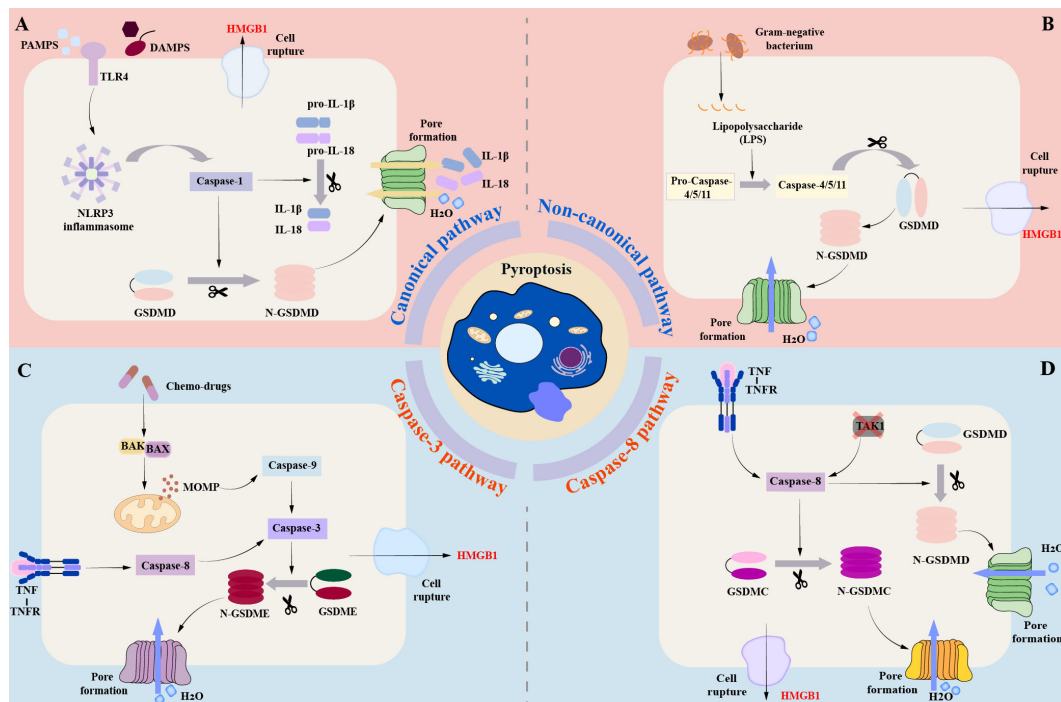 A
PAMPS
DAMPS
TLR4
HMGB1
Cell
rupture
pro-IL-1β
pro-IL-18
Pore
formation
IL-1β
IL-18
H2O
NLRP3
inflammasome
Caspase-1
IL-1β
IL-18
GSDMD
N-GSDMD
B
Gram-negative
bacterium
Lipopolysaccharide
(LPS)
Pro-Caspase-
4/5/11
Caspase-4/5/11
GSDMD
N-GSDMD
Cell
rupture
HMGB1
Pore
formation
H2O
Canonical pathway
Non-canonical pathway
Pyroptosis
Caspase-3 pathway
Caspase-8 pathway
C
Chemo-drugs
BAK
BAX
MOMP
Caspase-9
Caspase-3
Caspase-8
TNF
TNFR
N-GSDME
GSDME
HMGB1
Cell
rupture
Pore
formation
H2O
D
TNF
TNFR
TAK1
GSDMD
Caspase-8
N-GSDMD
GSDMC
N-GSDMC
H2O
Pore
formation
Cell
rupture
HMGB1
Pore
formation
H2O